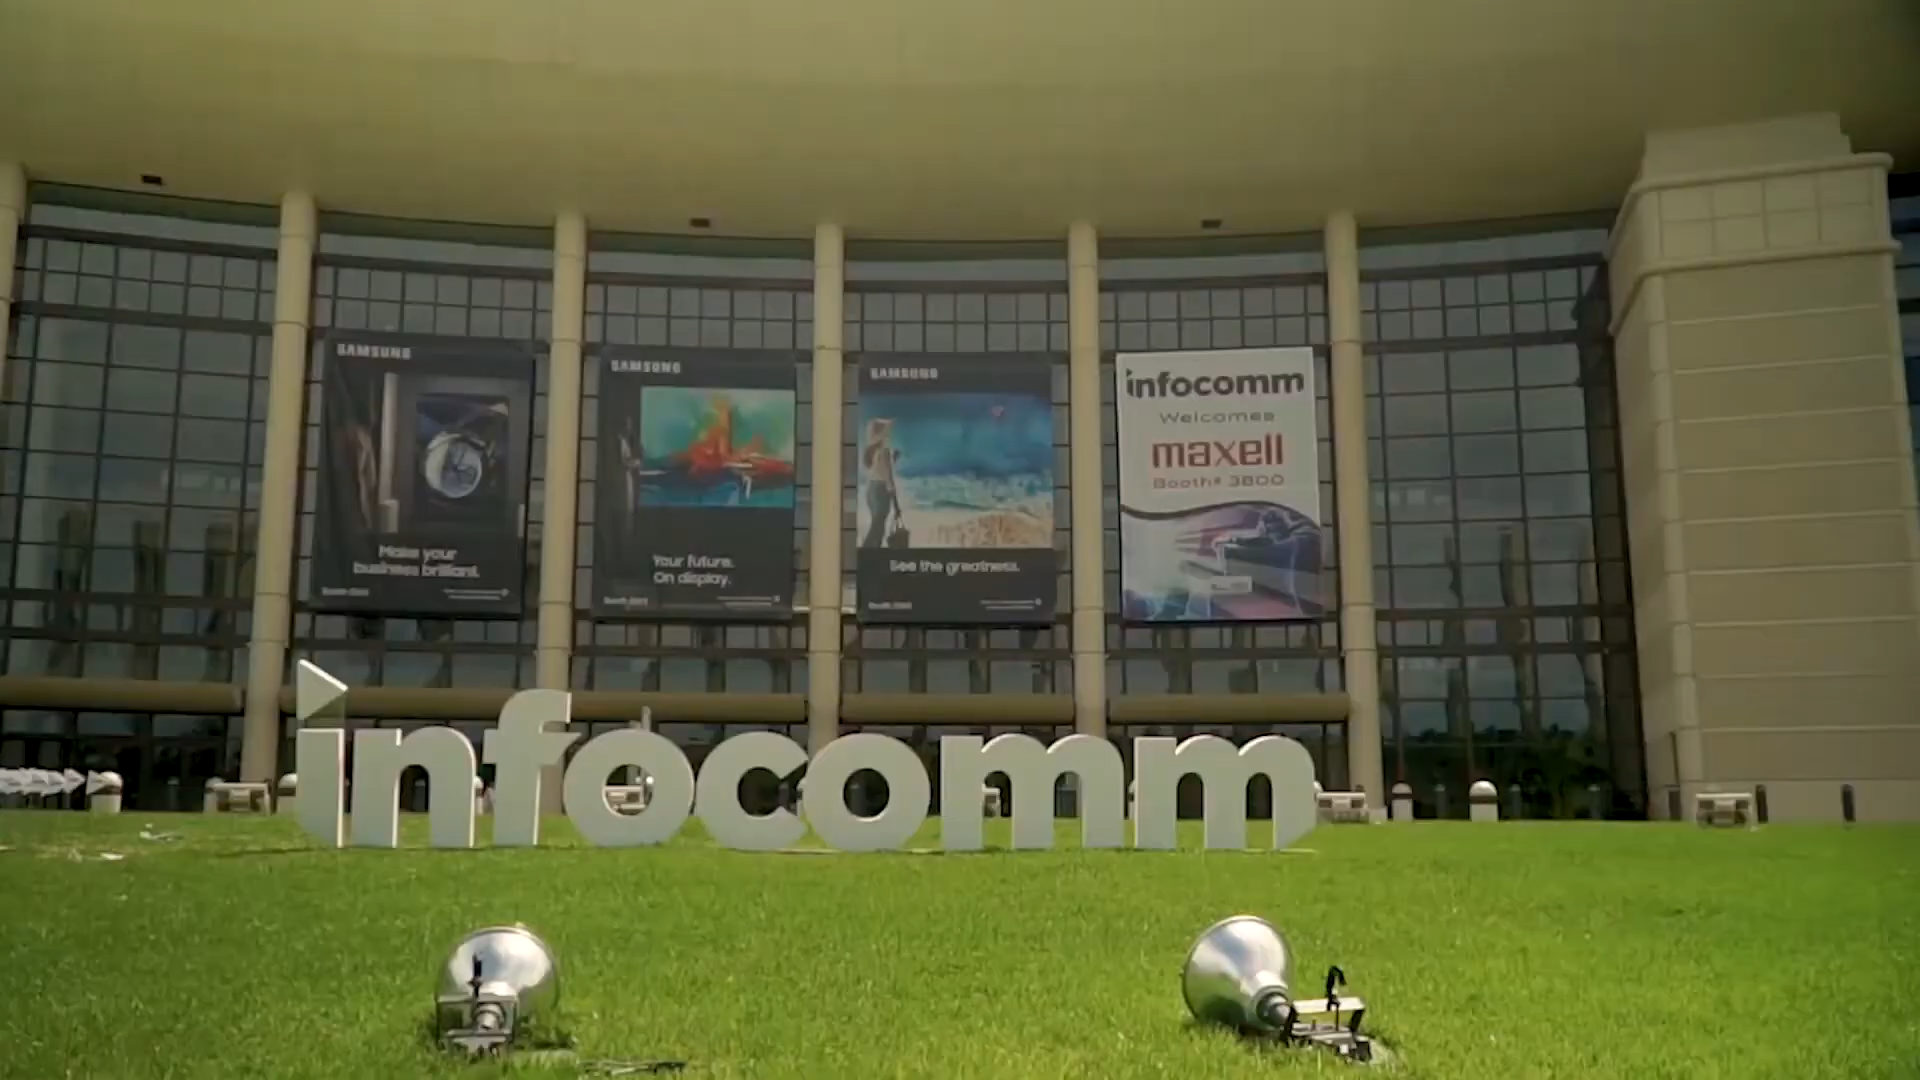 SAMSUNG
Make your
business brilliant.
SAMSUNG
Your future.
On display.
SAMSUNG
See the greatness.
infocomm
Welcomes
maxell
Booth# 3800
infocomm